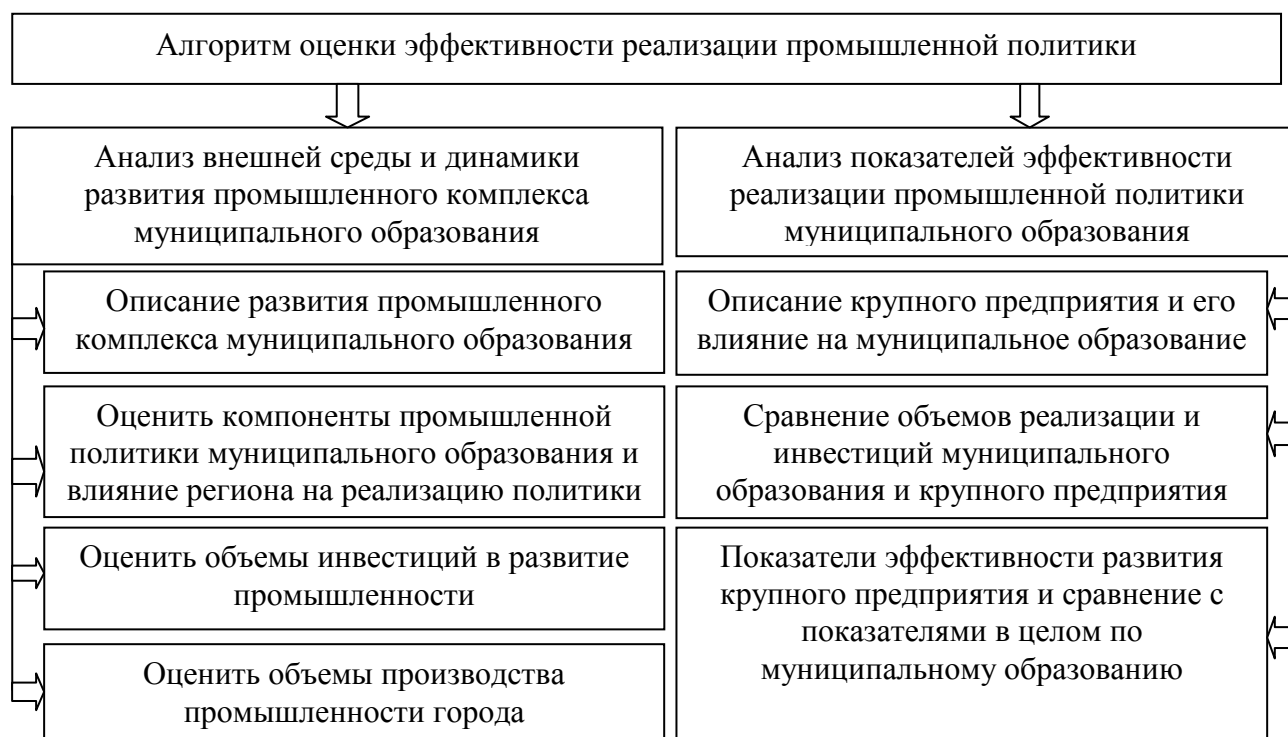 Алгоритм оценки эффективности реализации промышленной политики
Анализ внешней среды и динамики
развития промышленного комплекса
муниципального образования
Описание развития промышленного
комплекса муниципального образования
Оценить компоненты промышленной
политики муниципального образования и
влияние региона на реализацию политики
Оценить объемы инвестиций в развитие
промышленности
Оценить объемы производства
промышленности города
Анализ показателей эффективности
реализации промышленной политики
муниципального образования
Описание крупного предприятия и его
влияние на муниципальное образование
Сравнение объемов реализации и
инвестиций муниципального
образования и крупного предприятия
Показатели эффективности развития
крупного предприятия и сравнение с
показателями в целом по
муниципальному образованию